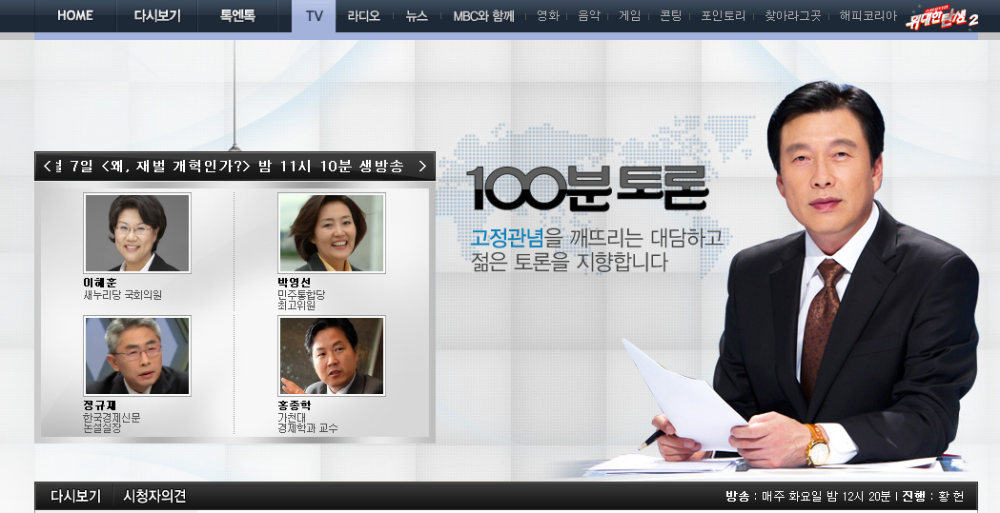 HOME 다시보기 톡엔톡 TV 라디오 뉴스 MBC와 함께 영화 음악 게임 콘팅 포인토리 찾아라그곳 해피코리아 위대한탄생 2
7일 <왜, 재벌 개혁인가?> 밤 11시 10분 생방송
100분 토론
고정관념을 깨뜨리는 대담하고
젊은 토론을 지향합니다
이혜훈
새누리당 국회의원
박영선
민주통합당
최고위원
정규재
한국경제신문
논설실장
홍종학
가천대
경제학과 교수
다시보기 시청자의견
방송 : 매주 화요일 밤 12시 20분 | 진행 : 황 헌